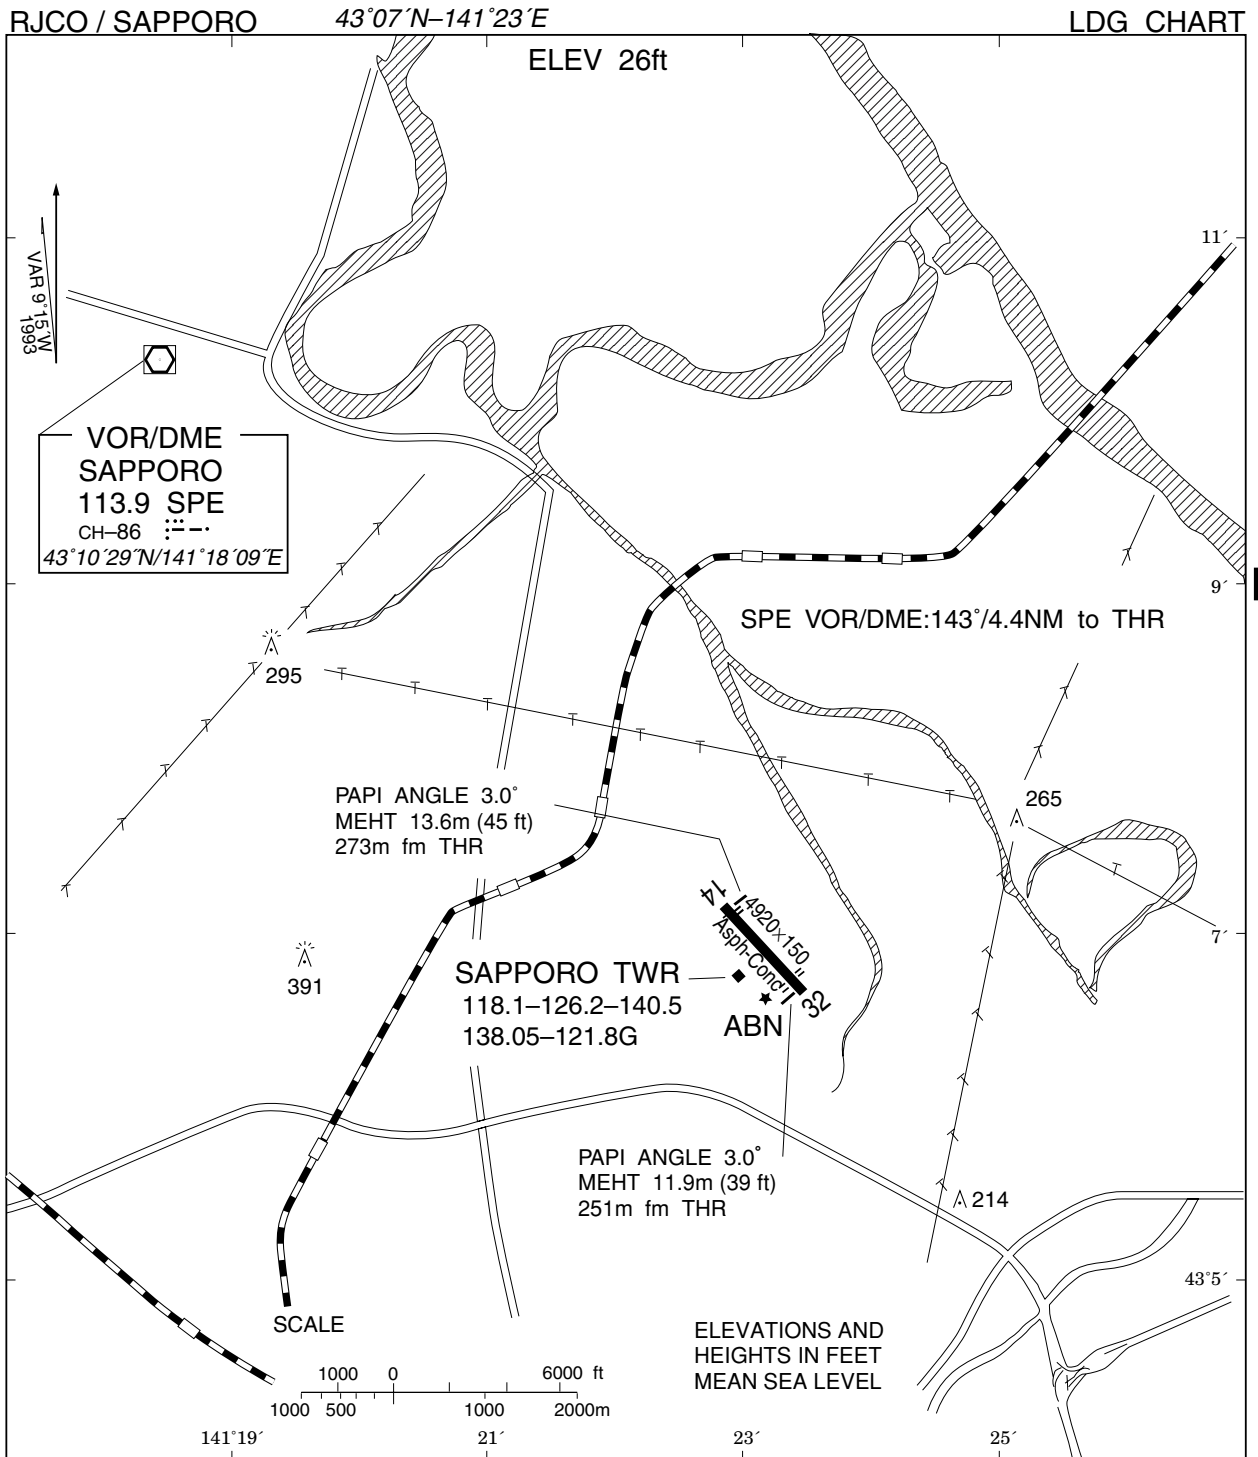 RJCO / SAPPORO 43°07´N–141°23´E LDG CHART
ELEV 26ft
11´
VAR 9°15´W
1993
VOR/DME
SAPPORO
113.9 SPE
CH–86
43°10´29˝N/141°18´09˝E
9´
SPE VOR/DME:143°/4.4NM to THR
295
PAPI ANGLE 3.0°
MEHT 13.6m (45 ft)
273m fm THR
265
14
4920×150
Asph-Conc
32
7´
391
SAPPORO TWR
118.1–126.2–140.5
138.05–121.8G
ABN
PAPI ANGLE 3.0°
MEHT 11.9m (39 ft)
251m fm THR
214
43°5´
SCALE
ELEVATIONS AND
HEIGHTS IN FEET
MEAN SEA LEVEL
1000 0 6000 ft
1000 500 1000 2000m
141°19´ 21´ 23´ 25´